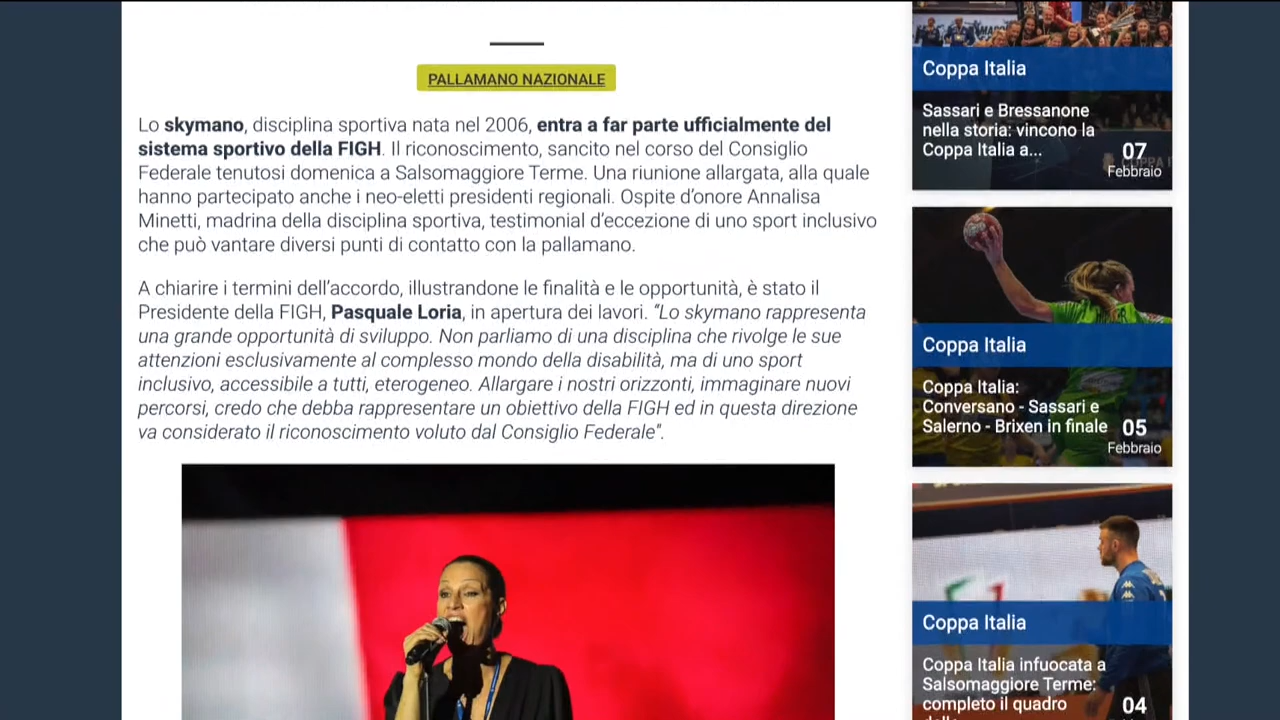 PALLAMANO NAZIONALE
Lo skymano, disciplina sportiva nata nel 2006, entra a far parte ufficialmente del
sistema sportivo della FIGH. Il riconoscimento, sancito nel corso del Consiglio
Federale tenutosi domenica a Salsomaggiore Terme. Una riunione allargata, alla quale
hanno partecipato anche i neo-eletti presidenti regionali. Ospite d'onore Annalisa
Minetti, madrina della disciplina sportiva, testimonial d'eccezione di uno sport inclusivo
che può vantare diversi punti di contatto con la pallamano.
A chiarire i termini dell'accordo, illustrandone le finalità e le opportunità, è stato il
Presidente della FIGH, Pasquale Loria, in apertura dei lavori. “Lo skymano rappresenta
una grande opportunità di sviluppo. Non parliamo di una disciplina che rivolge le sue
attenzioni esclusivamente al complesso mondo della disabilità, ma di uno sport
inclusivo, accessibile a tutti, eterogeneo. Allargare i nostri orizzonti, immaginare nuovi
percorsi, credo che debba rappresentare un obiettivo della FIGH ed in questa direzione
va considerato il riconoscimento voluto dal Consiglio Federale”.
Coppa Italia
Sassari e Bressanone
nella storia: vincono la
Coppa Italia a...
07
Febbraio
Coppa Italia
Coppa Italia:
Conversano - Sassari e
Salerno - Brixen in finale
05
Febbraio
Coppa Italia
Coppa Italia infuocata a
Salsomaggiore Terme:
completo il quadro
04